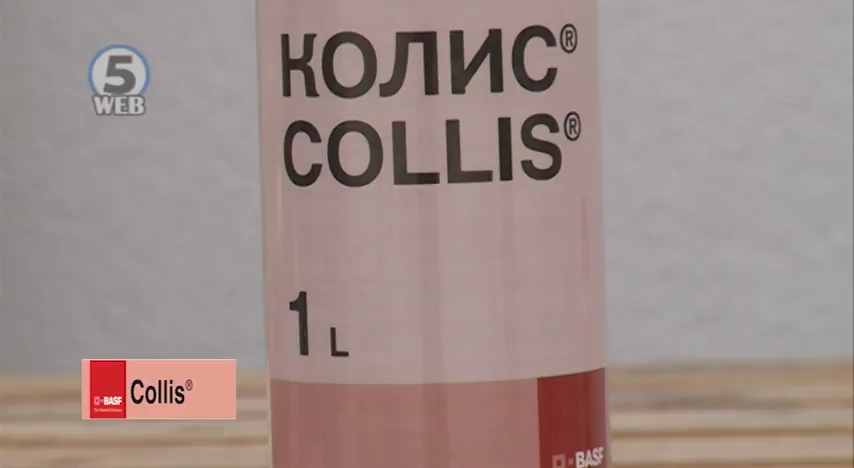 5
WEB
КОЛИС®
COLLIS®
1 L
BASF
Collis®
BASF